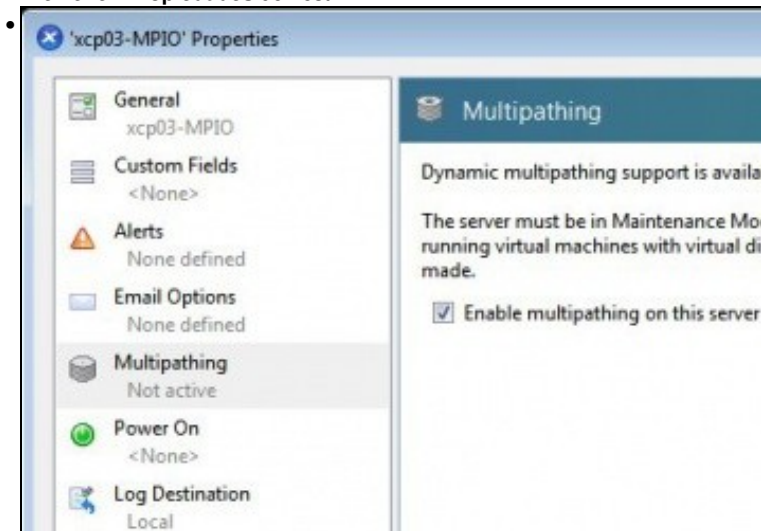 'xcp03-MPIO' Properties
General
xcp03-MPIO
Custom Fields
<None>
Alerts
None defined
Email Options
None defined
Multipathing
Not active
Power On
<None>
Log Destination
Local
Multipathing
Dynamic multipathing support is availa
The server must be in Maintenance Mo
running virtual machines with virtual di
made.
Enable multipathing on this server